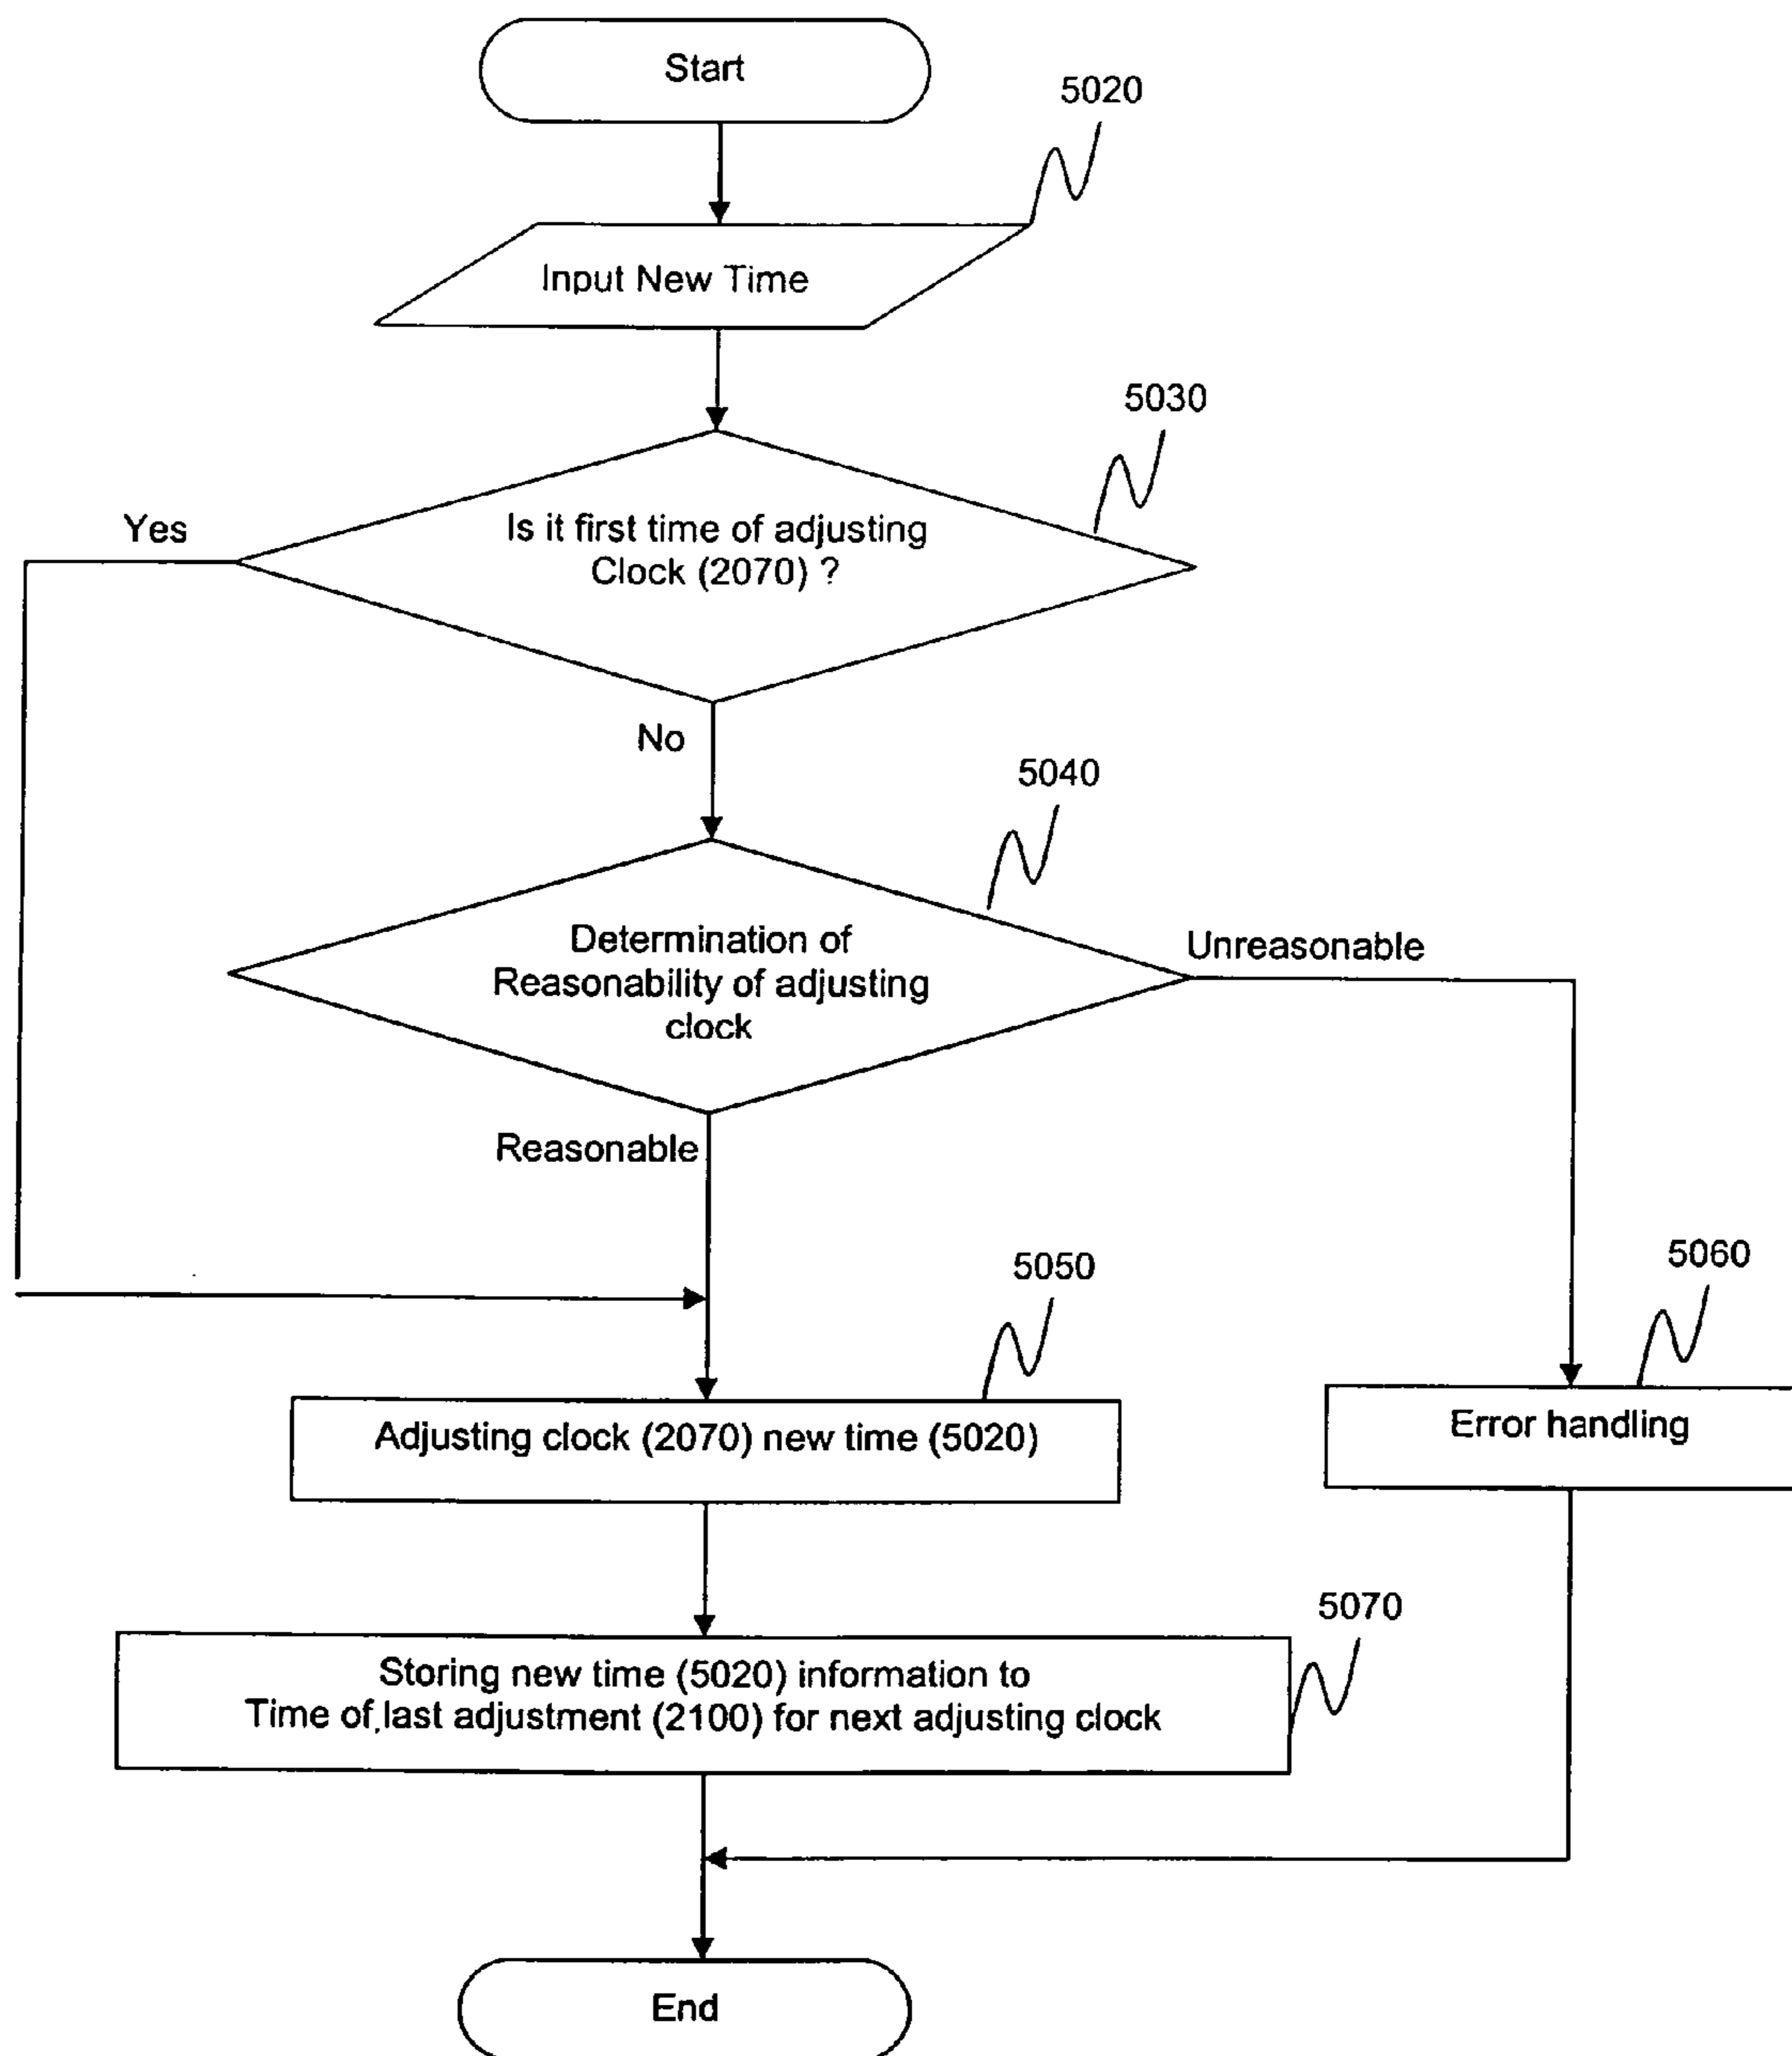 Start
5020
Input New Time
5030
Yes
Is it first time of adjusting
Clock (2070) ?
No
5040
Determination of
Reasonability of adjusting
clock
Unreasonable
Reasonable
5050
5060
Adjusting clock (2070) new time (5020)
Error handling
5070
Storing new time (5020) information to
Time of last adjustment (2100) for next adjusting clock
End